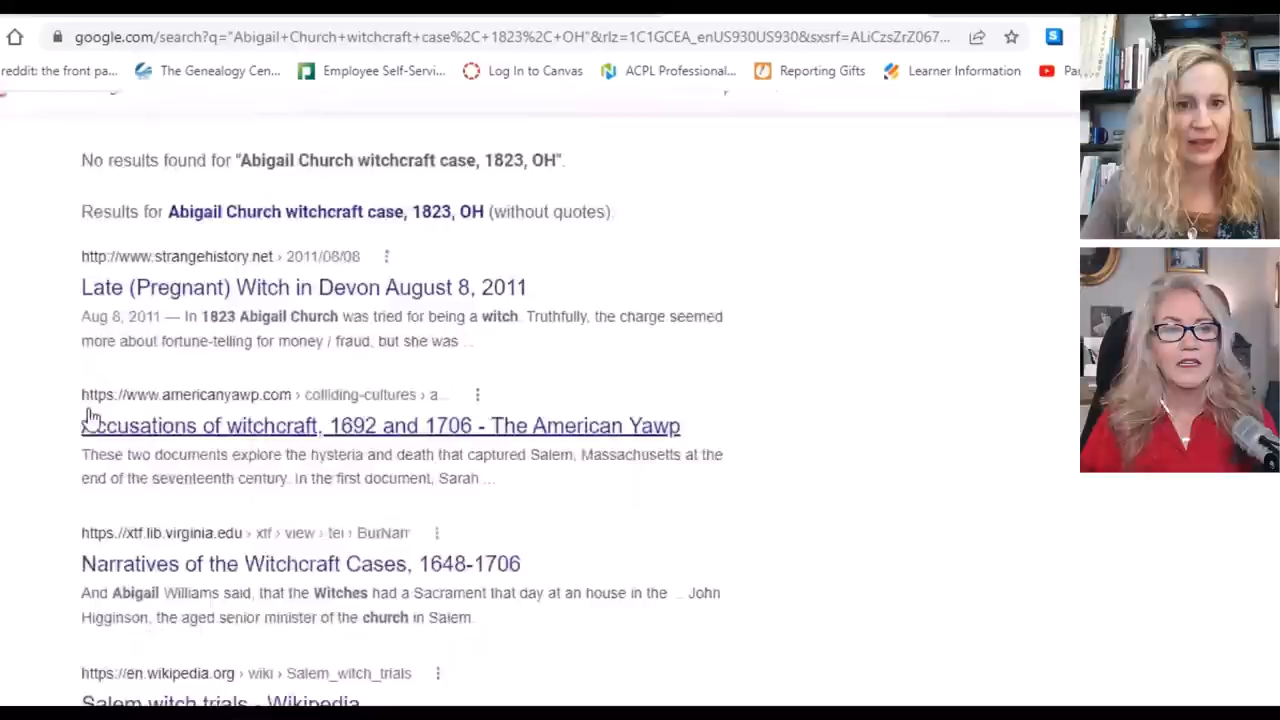 google.com/search?q="Abigail+Church+witchcraft+case%2C+1823%2C+OH"&rlz=1C1GCEA_enUS930US930&sxsrf=ALiCzsZrZ067...
reddit: the front pa... The Genealogy Cen... Employee Self-Servi... Log In to Canvas ACPL Professional... Reporting Gifts Learner Information
No results found for "Abigail Church witchcraft case, 1823, OH".
Results for Abigail Church witchcraft case, 1823, OH (without quotes).
http://www.strangehistory.net › 2011/08/08
Late (Pregnant) Witch in Devon August 8, 2011
Aug 8, 2011 — In 1823 Abigail Church was tried for being a witch. Truthfully, the charge seemed
more about fortune-telling for money / fraud, but she was ...
https://www.americanyawp.com › colliding-cultures › a...
Accusations of witchcraft, 1692 and 1706 - The American Yawp
These two documents explore the hysteria and death that captured Salem, Massachusetts at the
end of the seventeenth century. In the first document, Sarah ...
https://xtf.lib.virginia.edu › xtf › view › tei › BurNarr
Narratives of the Witchcraft Cases, 1648-1706
And Abigail Williams said, that the Witches had a Sacrament that day at an house in the ... John
Higginson, the aged senior minister of the church in Salem.
https://en.wikipedia.org › wiki › Salem_witch_trials
Salem witch trials - Wikipedia